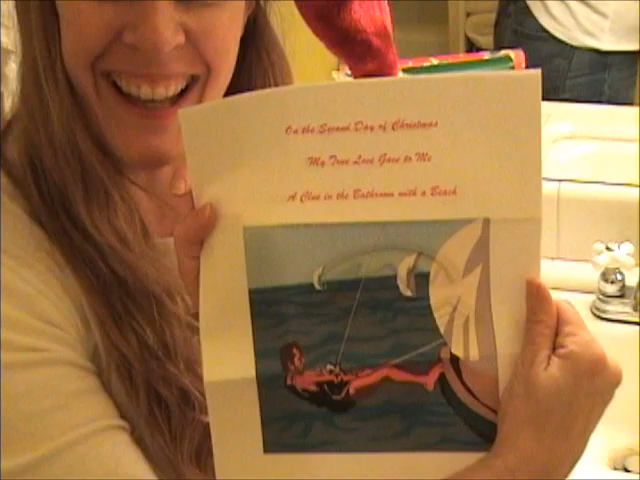 On the Second Day of Christmas
My True Love Gave to Me
A Clue in the Bathroom with a Beach